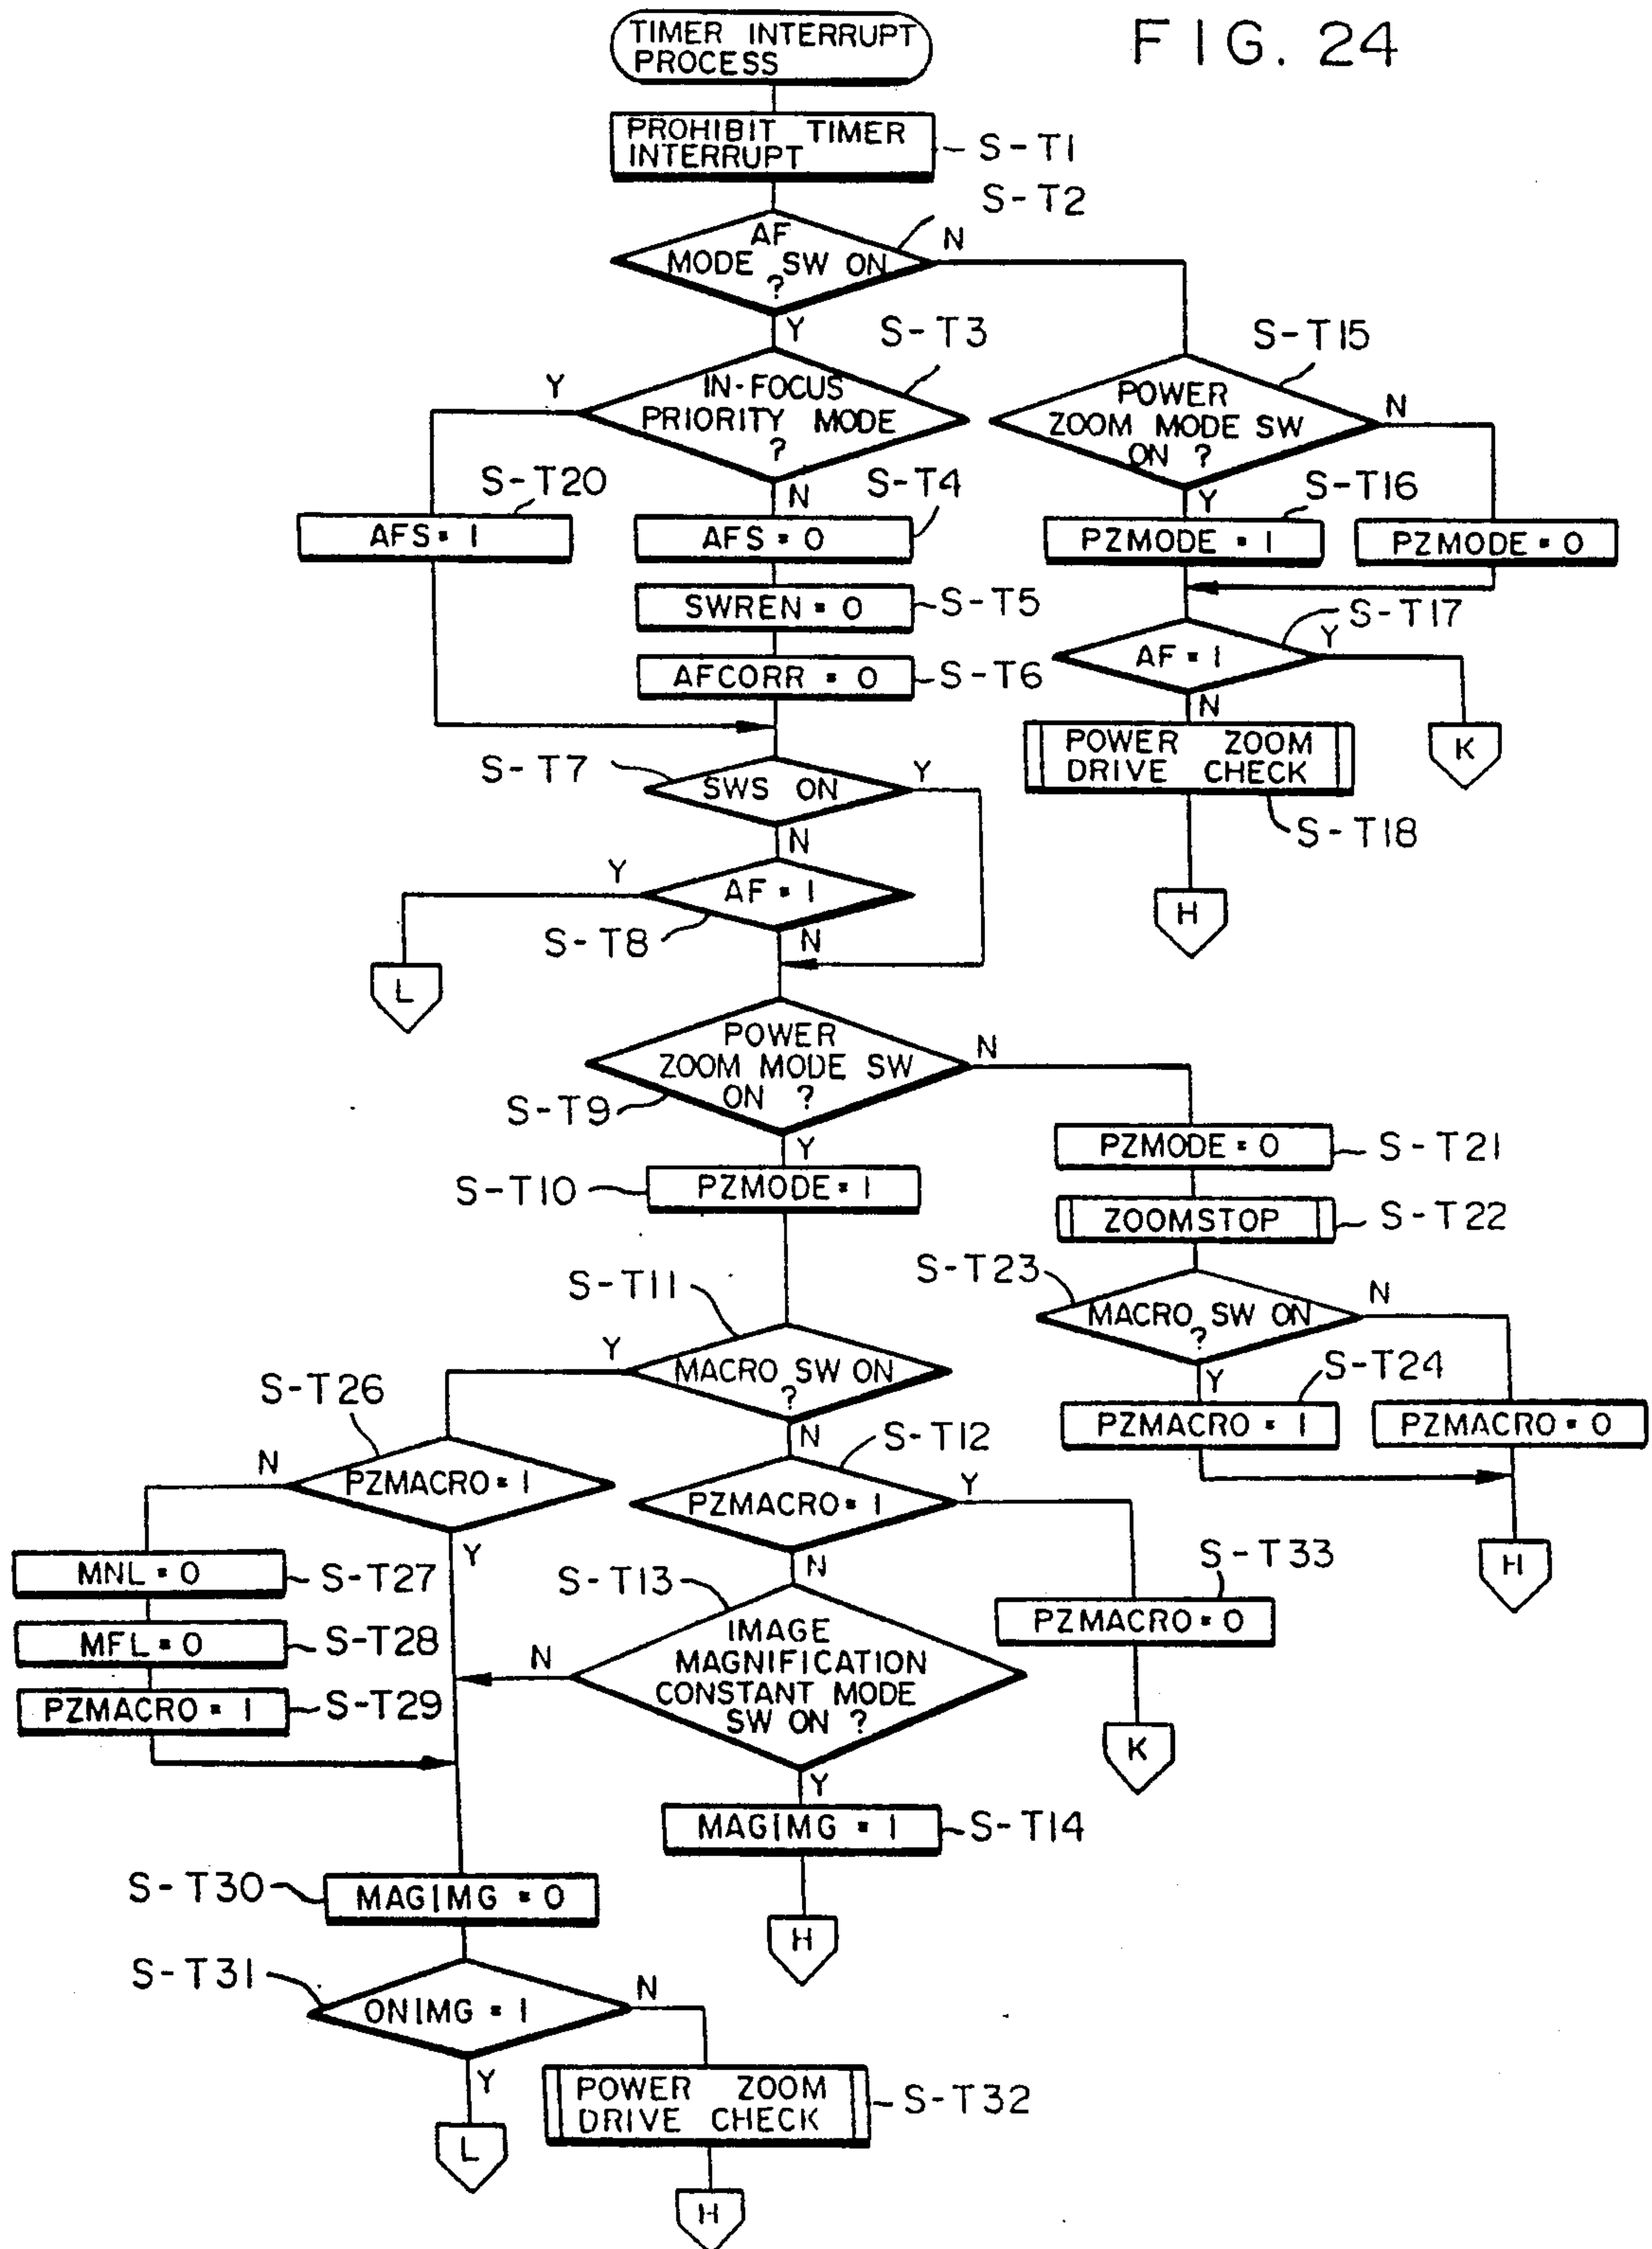 FIG. 24
TIMER INTERRUPT
PROCESS
PROHIBIT TIMER
INTERRUPT
S-T1
S-T2
AF
MODE SW ON
?
N
Y
S-T3
IN-FOCUS
PRIORITY MODE
?
Y
N
S-T15
POWER
ZOOM MODE SW
ON ?
N
Y
S-T20
AFS = 1
S-T4
AFS = 0
S-T16
PZMODE = 1
PZMODE = 0
SWREN = 0
S-T5
AFCORR = 0
S-T6
S-T17
AF = 1
Y
N
K
POWER ZOOM
DRIVE CHECK
S-T18
H
S-T7
SWS ON
Y
N
AF = 1
Y
S-T8
N
L
POWER
ZOOM MODE SW
ON ?
N
S-T9
Y
S-T10
PZMODE = 1
PZMODE = 0
S-T21
ZOOMSTOP
S-T22
S-T23
MACRO SW ON
?
N
Y
S-T24
PZMACRO = 1
PZMACRO = 0
H
S-T11
MACRO SW ON
?
Y
N
S-T26
PZMACRO = 1
N
Y
S-T12
PZMACRO = 1
Y
N
MNL = 0
S-T27
MFL = 0
S-T28
PZMACRO = 1
S-T29
S-T13
IMAGE
MAGNIFICATION
CONSTANT MODE
SW ON ?
N
Y
S-T33
PZMACRO = 0
K
MAGIMG = 1
S-T14
H
S-T30
MAGIMG = 0
S-T31
ONIMG = 1
N
Y
L
POWER ZOOM
DRIVE CHECK
S-T32
H